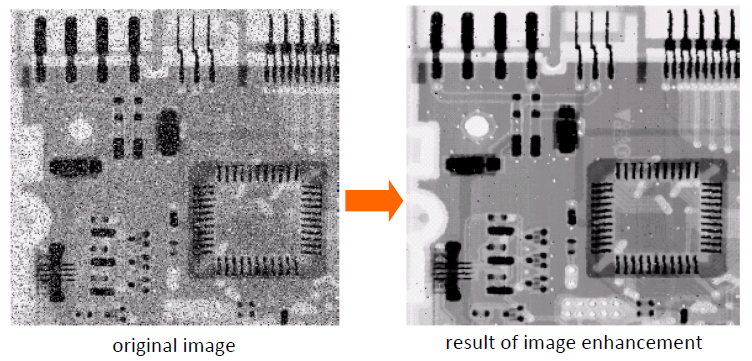 original image
result of image enhancement